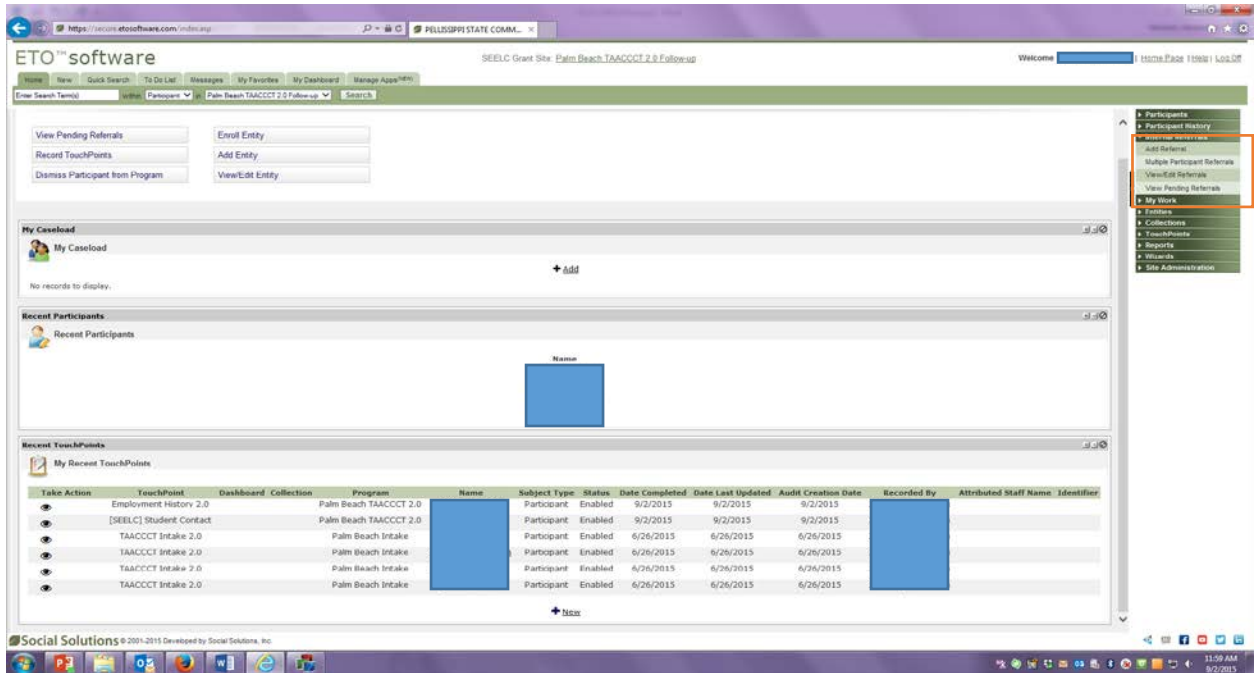 https://secure.etosoftware.com/index.asp
PELLISSIPPI STATE COMM...
ETO™software
SEELC Grant Site: Palm Beach TAACCCT 2.0 Follow-up
Welcome | Home Page | Help | Log Off
Home New Quick Search To Do List Messages My Favorites My Dashboard Manage Apps (NEW)
Enter Search Term(s) within Participant in Palm Beach TAACCCT 2.0 Follow-up Search
View Pending Referrals Enroll Entity
Record TouchPoints Add Entity
Dismiss Participant from Program View/Edit Entity
Participants
Participant History
Internal Referrals
Add Referral
Multiple Participant Referrals
View/Edit Referrals
View Pending Referrals
My Work
Entities
Collections
TouchPoints
Reports
Wizards
Site Administration
My Caseload
My Caseload
Add
No records to display.
Recent Participants
Recent Participants
Name
Recent TouchPoints
My Recent TouchPoints
Take Action TouchPoint Dashboard Collection Program Name Subject Type Status Date Completed Date Last Updated Audit Creation Date Recorded By Attributed Staff Name Identifier
Employment History 2.0 Palm Beach TAACCCT 2.0 Participant Enabled 9/2/2015 9/2/2015 9/2/2015
[SEELC] Student Contact Palm Beach TAACCCT 2.0 Participant Enabled 9/2/2015 9/2/2015 9/2/2015
TAACCCT Intake 2.0 Palm Beach Intake Participant Enabled 6/26/2015 6/26/2015 6/26/2015
TAACCCT Intake 2.0 Palm Beach Intake Participant Enabled 6/26/2015 6/26/2015 6/26/2015
TAACCCT Intake 2.0 Palm Beach Intake Participant Enabled 6/26/2015 6/26/2015 6/26/2015
TAACCCT Intake 2.0 Palm Beach Intake Participant Enabled 6/26/2015 6/26/2015 6/26/2015
New
Social Solutions © 2001-2015 Developed by Social Solutions, Inc.
11:59 AM
9/2/2015